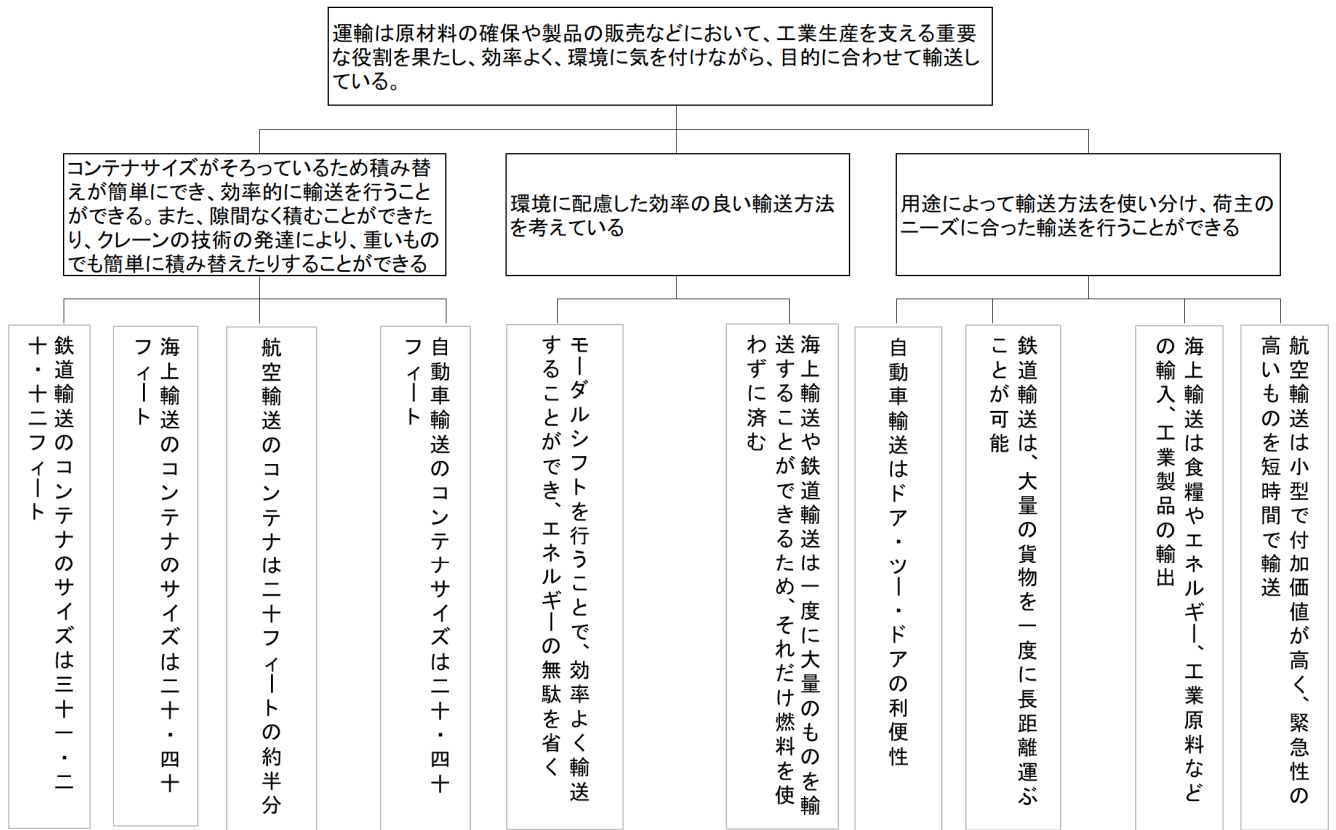 運輸は原材料の確保や製品の販売などにおいて、工業生産を支える重要
な役割を果たし、効率よく、環境に気を付けながら、目的に合わせて輸送し
ている。
コンテナサイズがそろっているため積み替
えが簡単にでき、効率的に輸送を行うこと
ができる。また、隙間なく積むことができた
り、クレーンの技術の発達により、重いもの
でも簡単に積み替えたりすることができる
環境に配慮した効率の良い輸送方法
を考えている
用途によって輸送方法を使い分け、荷主の
ニーズに合った輸送を行うことができる
鉄道輸送のコンテナのサイズは三十一・二
十・十二フィート
海上輸送のコンテナのサイズは二十・四十
フィート
航空輸送のコンテナは二十フィートの約半分
自動車輸送のコンテナサイズは二十・四十
フィート
モーダルシフトを行うことで、効率よく輸送
することができ、エネルギーの無駄を省く
海上輸送や鉄道輸送は一度に大量のものを輸
送することができるため、それだけ燃料を使
わずに済む
自動車輸送はドア・ツー・ドアの利便性
鉄道輸送は、大量の貨物を一度に長距離運ぶ
ことが可能
海上輸送は食糧やエネルギー、工業原料など
の輸入、工業製品の輸出
航空輸送は小型で付加価値が高く、緊急性の
高いものを短時間で輸送